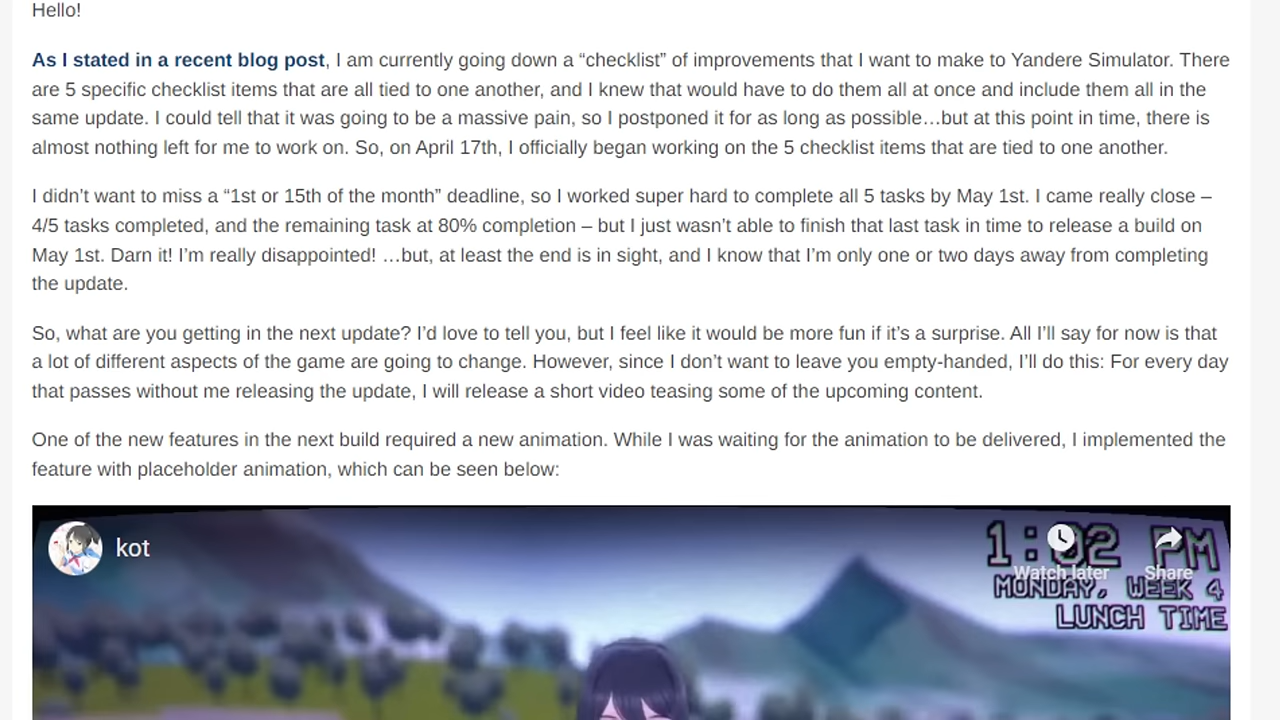 Hello!
As I stated in a recent blog post, I am currently going down a “checklist” of improvements that I want to make to Yandere Simulator. There
are 5 specific checklist items that are all tied to one another, and I knew that would have to do them all at once and include them all in the
same update. I could tell that it was going to be a massive pain, so I postponed it for as long as possible…but at this point in time, there is
almost nothing left for me to work on. So, on April 17th, I officially began working on the 5 checklist items that are tied to one another.
I didn’t want to miss a “1st or 15th of the month” deadline, so I worked super hard to complete all 5 tasks by May 1st. I came really close –
4/5 tasks completed, and the remaining task at 80% completion – but I just wasn’t able to finish that last task in time to release a build on
May 1st. Darn it! I’m really disappointed! …but, at least the end is in sight, and I know that I’m only one or two days away from completing
the update.
So, what are you getting in the next update? I’d love to tell you, but I feel like it would be more fun if it’s a surprise. All I’ll say for now is that
a lot of different aspects of the game are going to change. However, since I don’t want to leave you empty-handed, I’ll do this: For every day
that passes without me releasing the update, I will release a short video teasing some of the upcoming content.
One of the new features in the next build required a new animation. While I was waiting for the animation to be delivered, I implemented the
feature with placeholder animation, which can be seen below:
kot
1:02 PM
Watch later Share
MONDAY, WEEK 4
LUNCH TIME